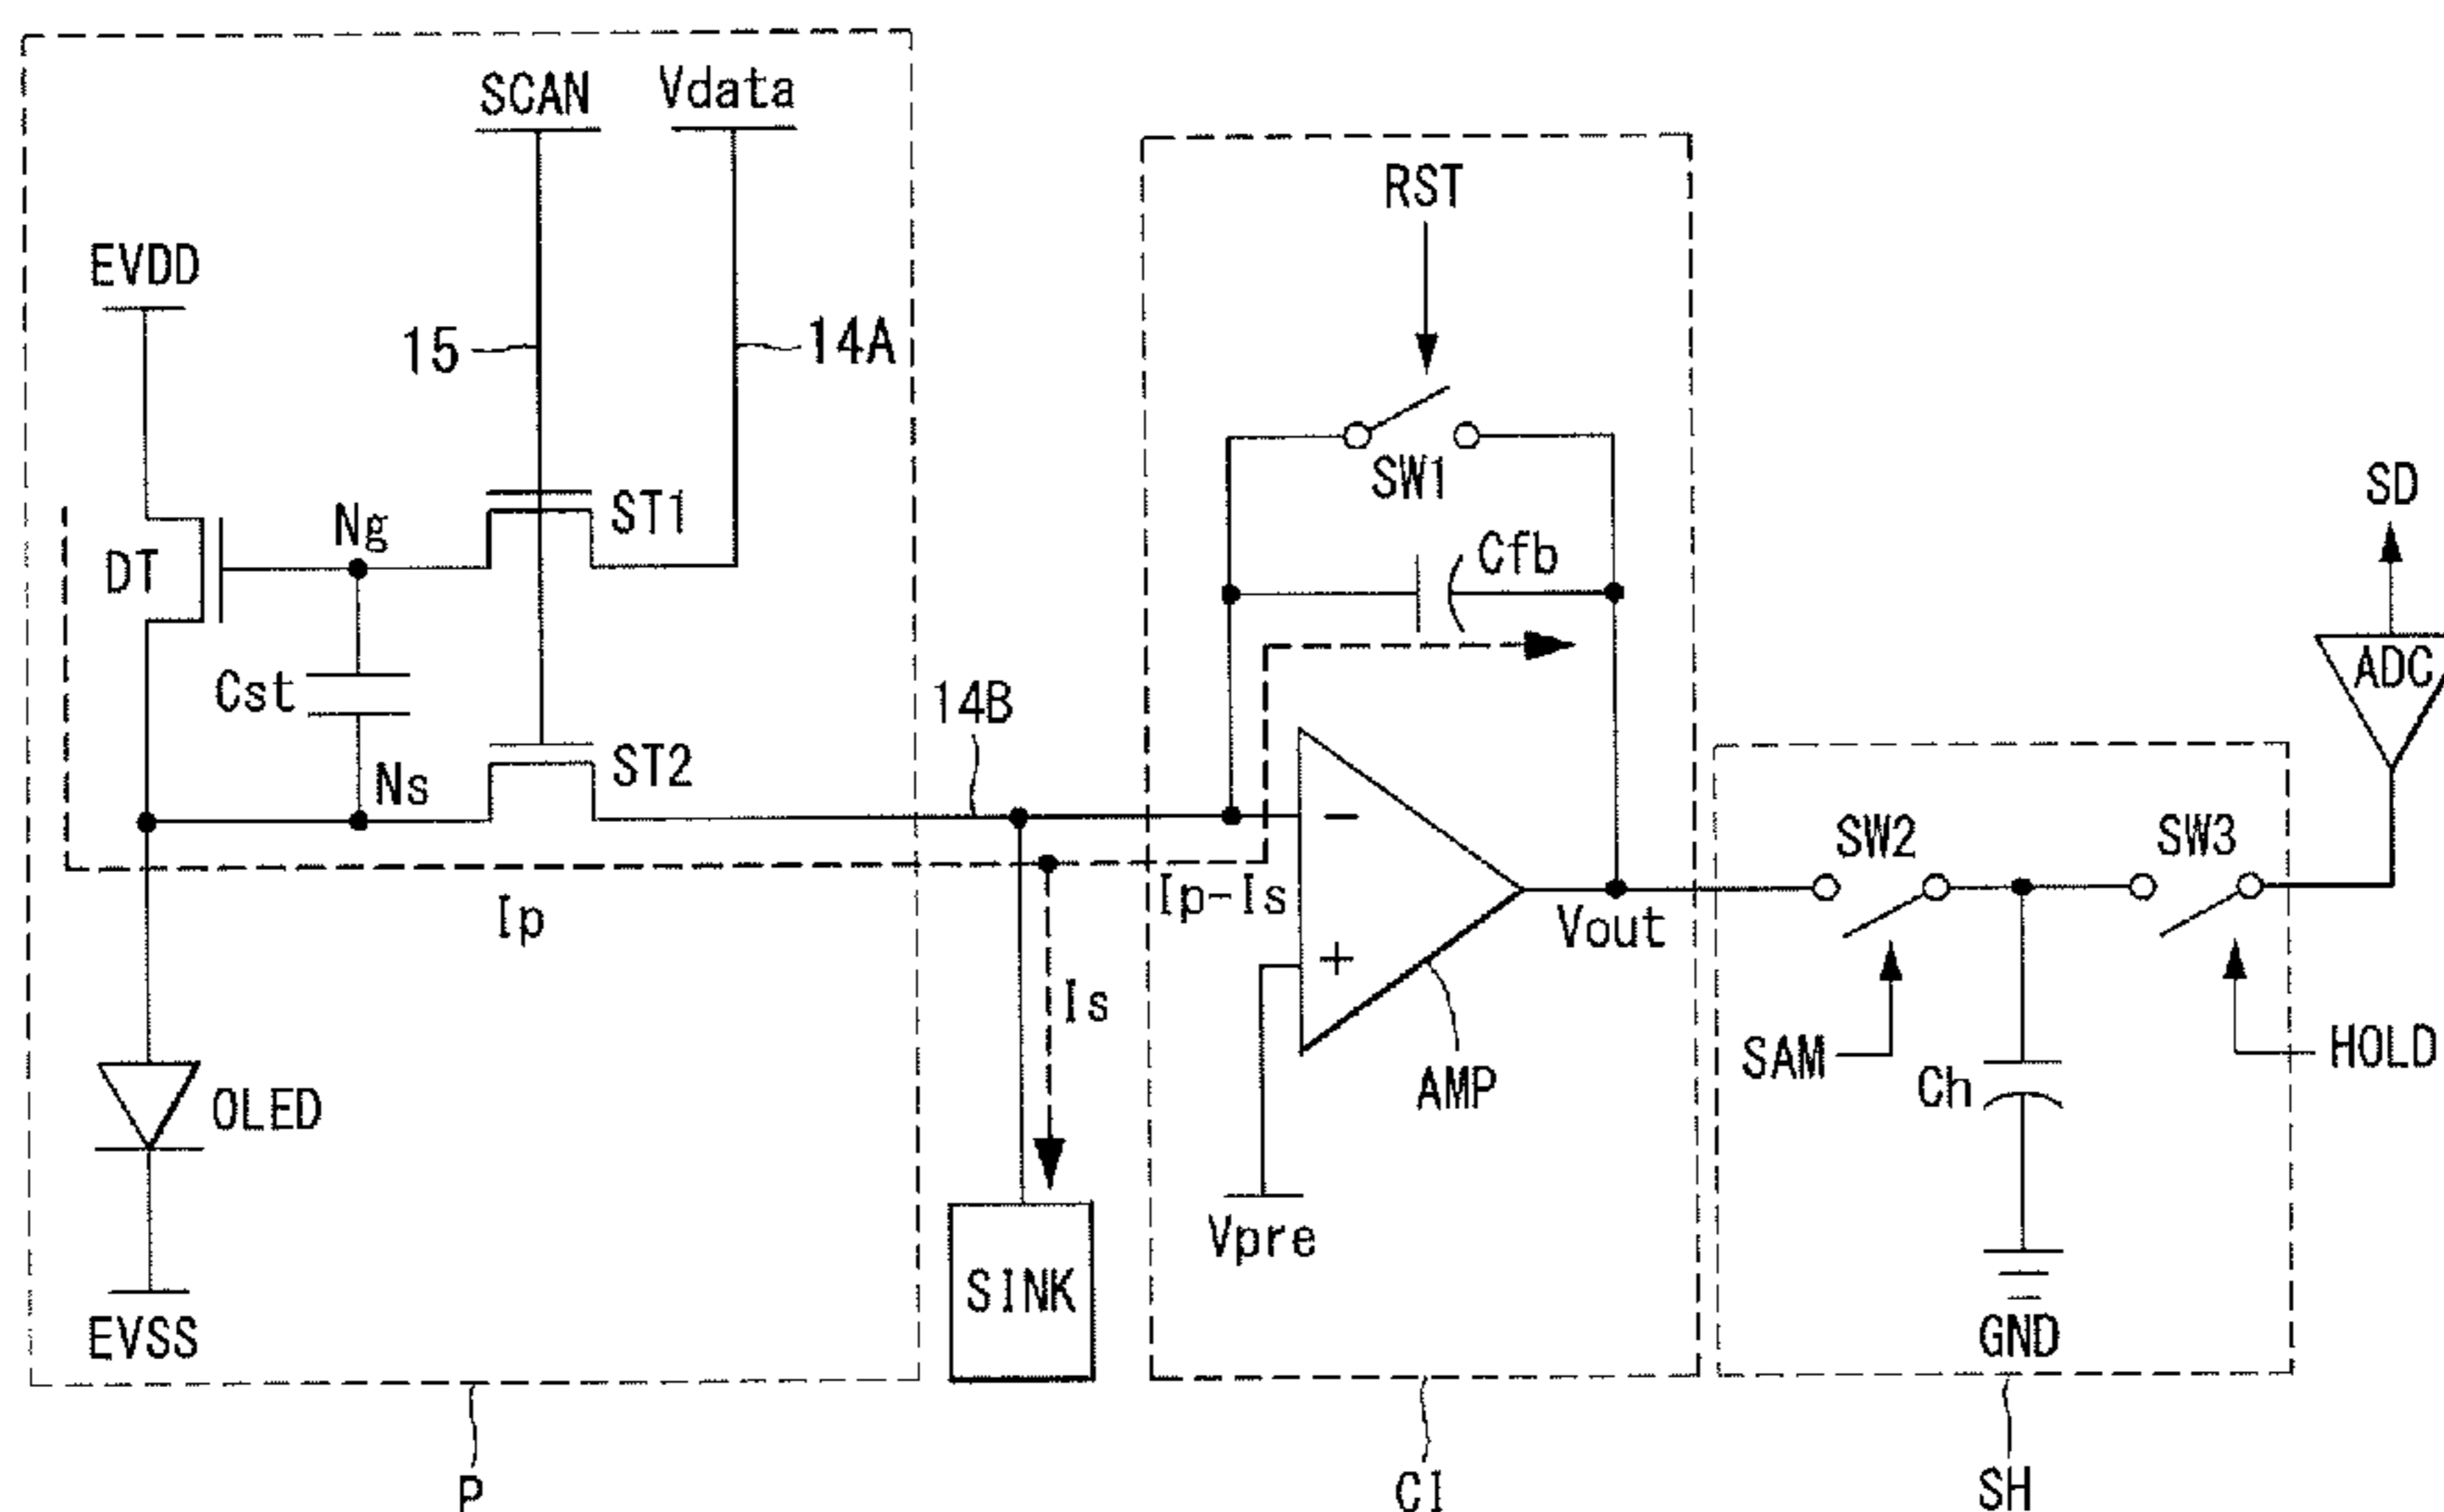 SCAN
Vdata
RST
EVDD
15
14A
SW1
SD
Ng
ST1
DT
Cfb
ADC
Cst
14B
Ns
ST2
SW2
SW3
Ip
Ip-Is
Vout
Is
SAM
HOLD
AMP
Ch
OLED
Vpre
SINK
EVSS
GND
P
CI
SH
−
+